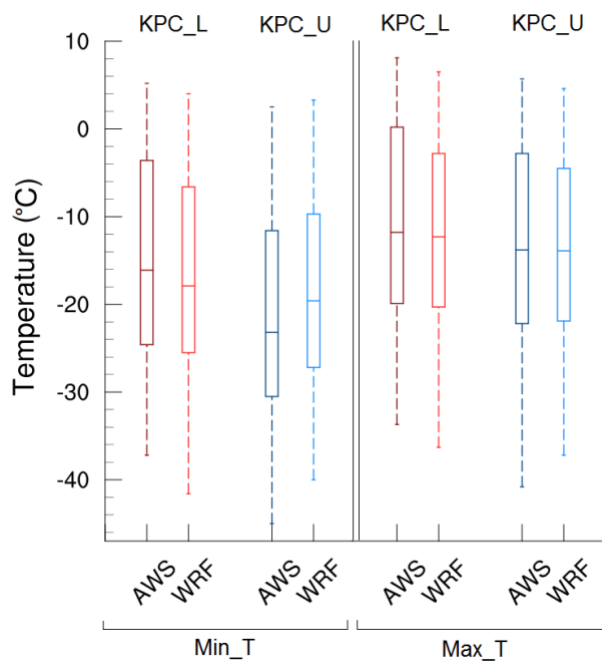 KPC_L KPC_U KPC_L KPC_U
10
0
-10
-20
-30
-40
Temperature (°C)
AWS WRF AWS WRF AWS WRF AWS WRF
Min_T Max_T